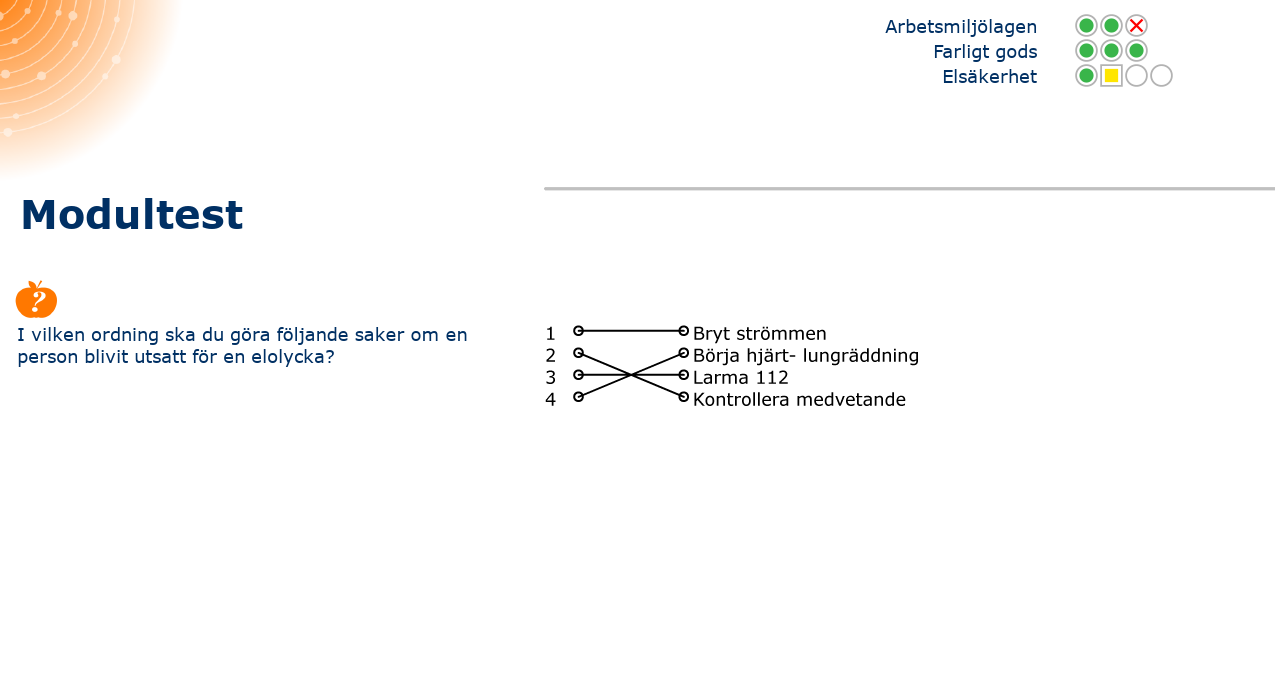 Arbetsmiljölagen
Farligt gods
Elsäkerhet
Modultest
?
I vilken ordning ska du göra följande saker om en
person blivit utsatt för en elolycka?
1 Bryt strömmen
2 Börja hjärt- lungräddning
3 Larma 112
4 Kontrollera medvetande